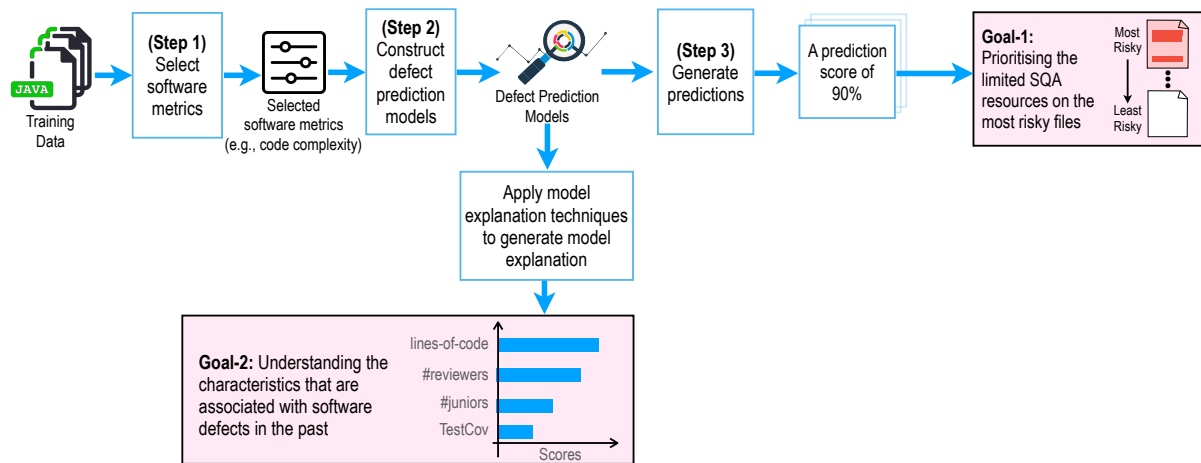 JAVA
Training
Data
(Step 1)
Select
software
metrics
Selected
software metrics
(e.g., code complexity)
(Step 2)
Construct
defect
prediction
models
Defect Prediction
Models
(Step 3)
Generate
predictions
A prediction
score of
90%
Goal-1:
Prioritising the
limited SQA
resources on the
most risky files
Most
Risky
Least
Risky
Apply model
explanation techniques
to generate model
explanation
Goal-2: Understanding the
characteristics that are
associated with software
defects in the past
lines-of-code
#reviewers
#juniors
TestCov
Scores